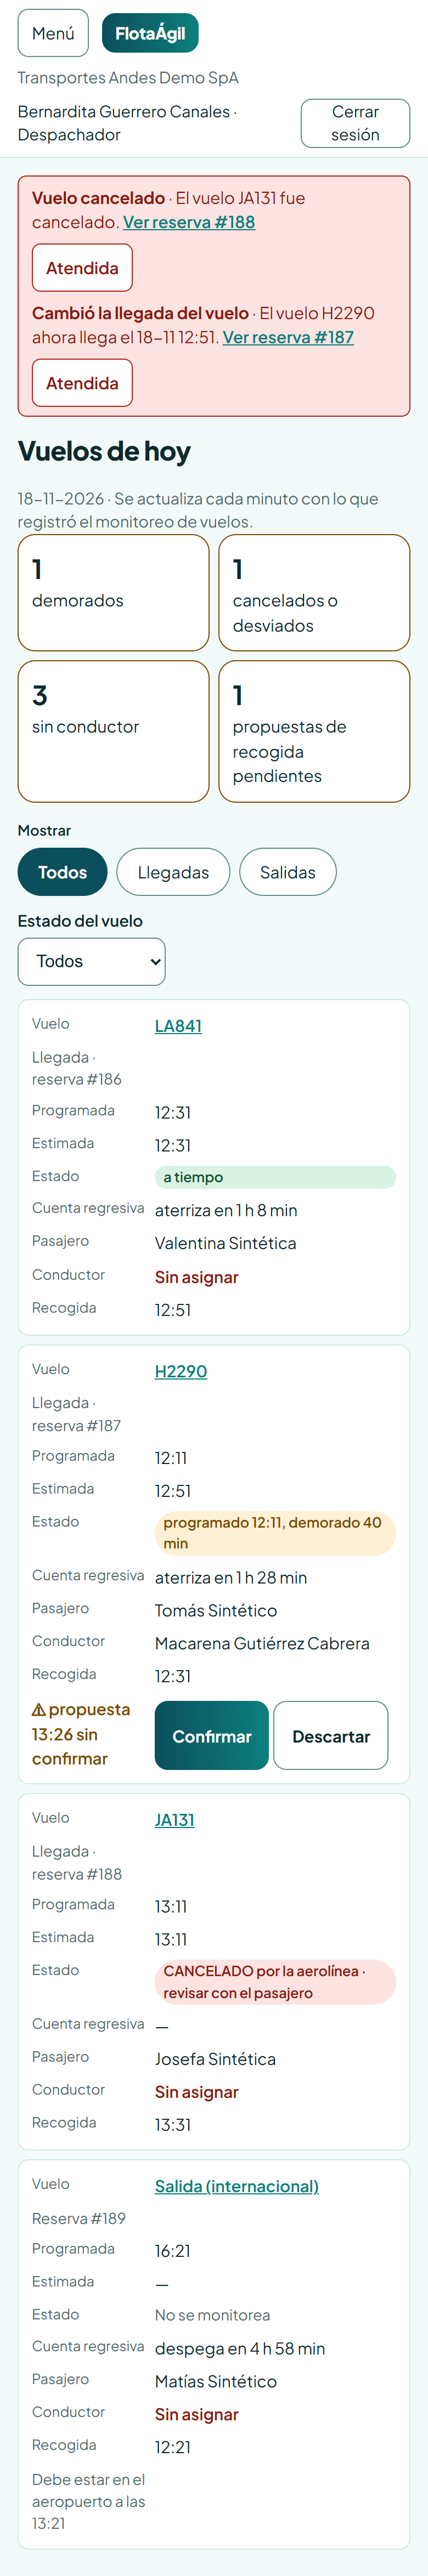 Menú
FlotaÁgil
Transportes Andes Demo SpA
Bernardita Guerrero Canales ·
Despachador
Cerrar
sesión
Vuelo cancelado · El vuelo JA131 fue
cancelado. Ver reserva #188
Atendida
Cambió la llegada del vuelo · El vuelo H2290
ahora llega el 18-11 12:51. Ver reserva #187
Atendida
Vuelos de hoy
18-11-2026 · Se actualiza cada minuto con lo que
registró el monitoreo de vuelos.
1
demorados
1
cancelados o
desviados
3
sin conductor
1
propuestas de
recogida
pendientes
Mostrar
Todos
Llegadas
Salidas
Estado del vuelo
Todos
Vuelo LA841
Llegada ·
reserva #186
Programada 12:31
Estimada 12:31
Estado a tiempo
Cuenta regresiva aterriza en 1 h 8 min
Pasajero Valentina Sintética
Conductor Sin asignar
Recogida 12:51
Vuelo H2290
Llegada ·
reserva #187
Programada 12:11
Estimada 12:51
Estado programado 12:11, demorado 40
min
Cuenta regresiva aterriza en 1 h 28 min
Pasajero Tomás Sintético
Conductor Macarena Gutiérrez Cabrera
Recogida 12:31
⚠ propuesta
13:26 sin
confirmar
Confirmar
Descartar
Vuelo JA131
Llegada ·
reserva #188
Programada 13:11
Estimada 13:11
Estado CANCELADO por la aerolínea ·
revisar con el pasajero
Cuenta regresiva —
Pasajero Josefa Sintética
Conductor Sin asignar
Recogida 13:31
Vuelo Salida (internacional)
Reserva #189
Programada 16:21
Estimada —
Estado No se monitorea
Cuenta regresiva despega en 4 h 58 min
Pasajero Matías Sintético
Conductor Sin asignar
Recogida 12:21
Debe estar en el
aeropuerto a las
13:21